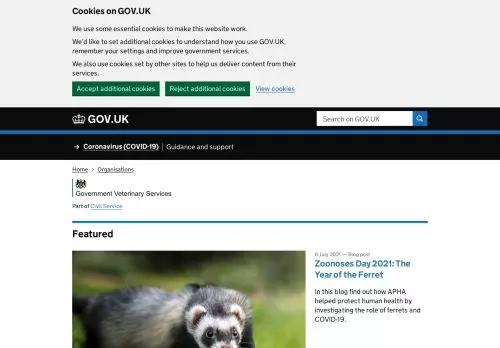 Cookies on GOV.UK
We use some essential cookies to make this website work.
We'd like to set additional cookies to understand how you use GOV.UK,
remember your settings and improve government services.
We also use cookies set by other sites to help us deliver content from their
services.
Accept additional cookies Reject additional cookies View cookies
GOV.UK Search on GOV.UK
→ Coronavirus (COVID-19) | Guidance and support
Home > Organisations
Government Veterinary Services
Part of Civil Service
Featured
6 July 2021 — Blog post
Zoonoses Day 2021: The
Year of the Ferret
In this blog find out how APHA
helped protect human health by
investigating the role of ferrets and
COVID-19.